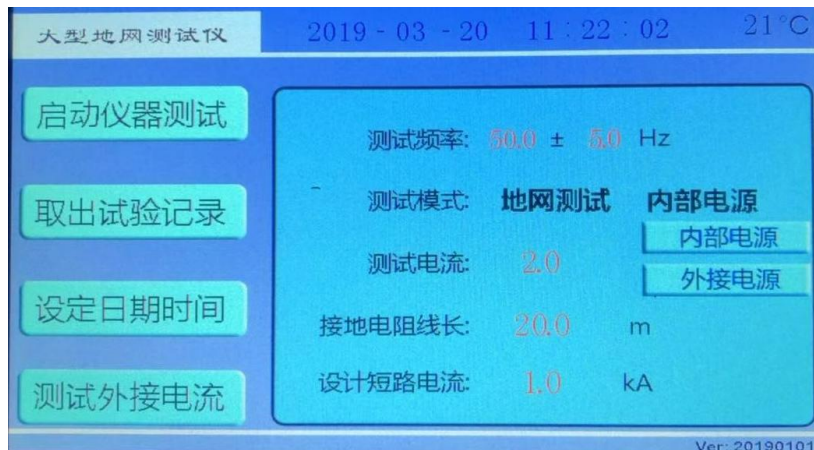 大型地网测试仪 2019 - 03 - 20 11 : 22 : 02 21°C
启动仪器测试
取出试验记录
设定日期时间
测试外接电流
测试频率: 50.0 ± 5.0 Hz
测试模式: 地网测试 内部电源
内部电源
外接电源
测试电流: 2.0
接地电阻线长: 20.0 m
设计短路电流: 1.0 kA
Ver: 20190101